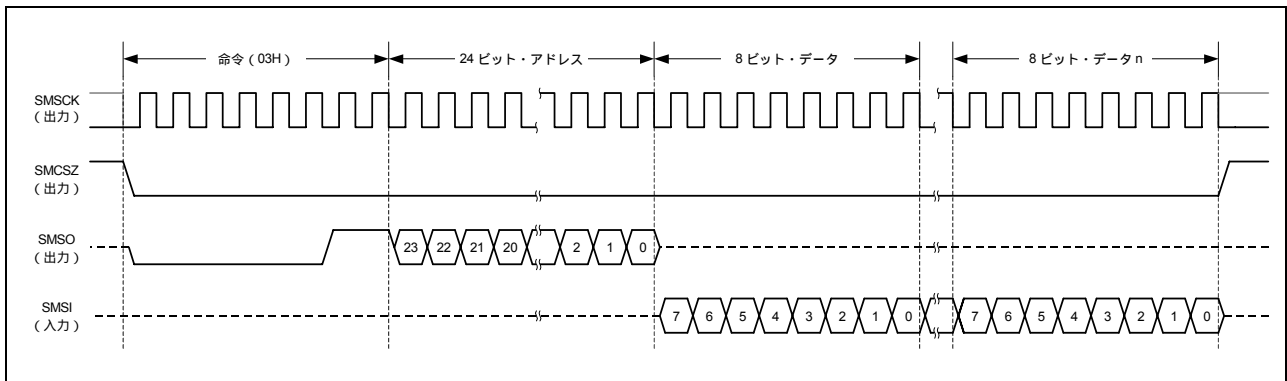 命令（03H） 24 ビット・アドレス 8 ビット・データ 8 ビット・データ n
SMSCK
（出力）
SMCSZ
（出力）
SMSO
（出力）
23 22 21 20 2 1 0
SMSI
（入力）
7 6 5 4 3 2 1 0 7 6 5 4 3 2 1 0